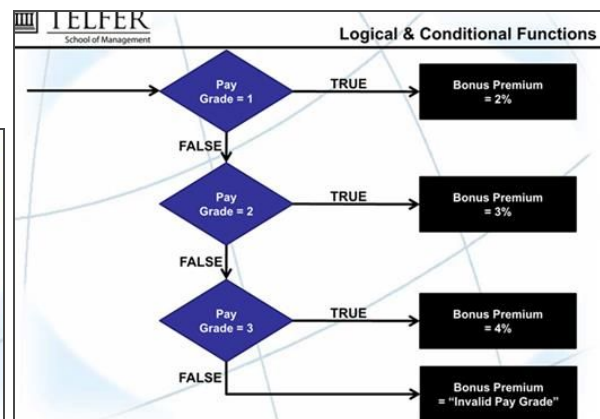 TELFER
School of Management
Logical & Conditional Functions
Pay
Grade = 1
TRUE
Bonus Premium
= 2%
FALSE
Pay
Grade = 2
TRUE
Bonus Premium
= 3%
FALSE
Pay
Grade = 3
TRUE
Bonus Premium
= 4%
FALSE
Bonus Premium
= “Invalid Pay Grade”